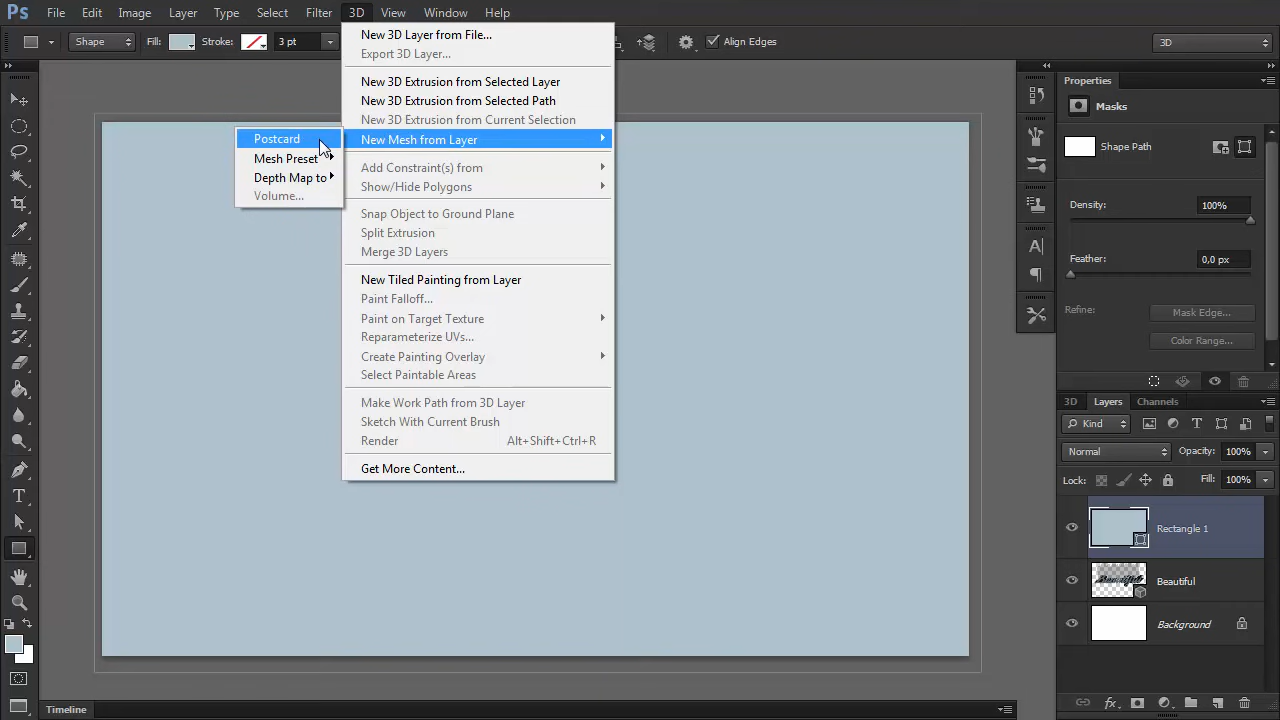 Ps File Edit Image Layer Type Select Filter 3D View Window Help
Shape Fill: Stroke: 3 pt Align Edges 3D
New 3D Layer from File...
Export 3D Layer...
New 3D Extrusion from Selected Layer
New 3D Extrusion from Selected Path
New 3D Extrusion from Current Selection
New Mesh from Layer
Postcard
Mesh Preset
Depth Map to
Volume...
Add Constraint(s) from
Show/Hide Polygons
Snap Object to Ground Plane
Split Extrusion
Merge 3D Layers
New Tiled Painting from Layer
Paint Falloff...
Paint on Target Texture
Reparameterize UVs...
Create Painting Overlay
Select Paintable Areas
Make Work Path from 3D Layer
Sketch With Current Brush
Render Alt+Shift+Ctrl+R
Get More Content...
Properties
Masks
Shape Path
Density: 100%
Feather: 0,0 px
Refine: Mask Edge...
Color Range...
3D Layers Channels
Kind
Normal Opacity: 100%
Lock: Fill: 100%
Rectangle 1
Beautiful Beautiful
Background
Timeline